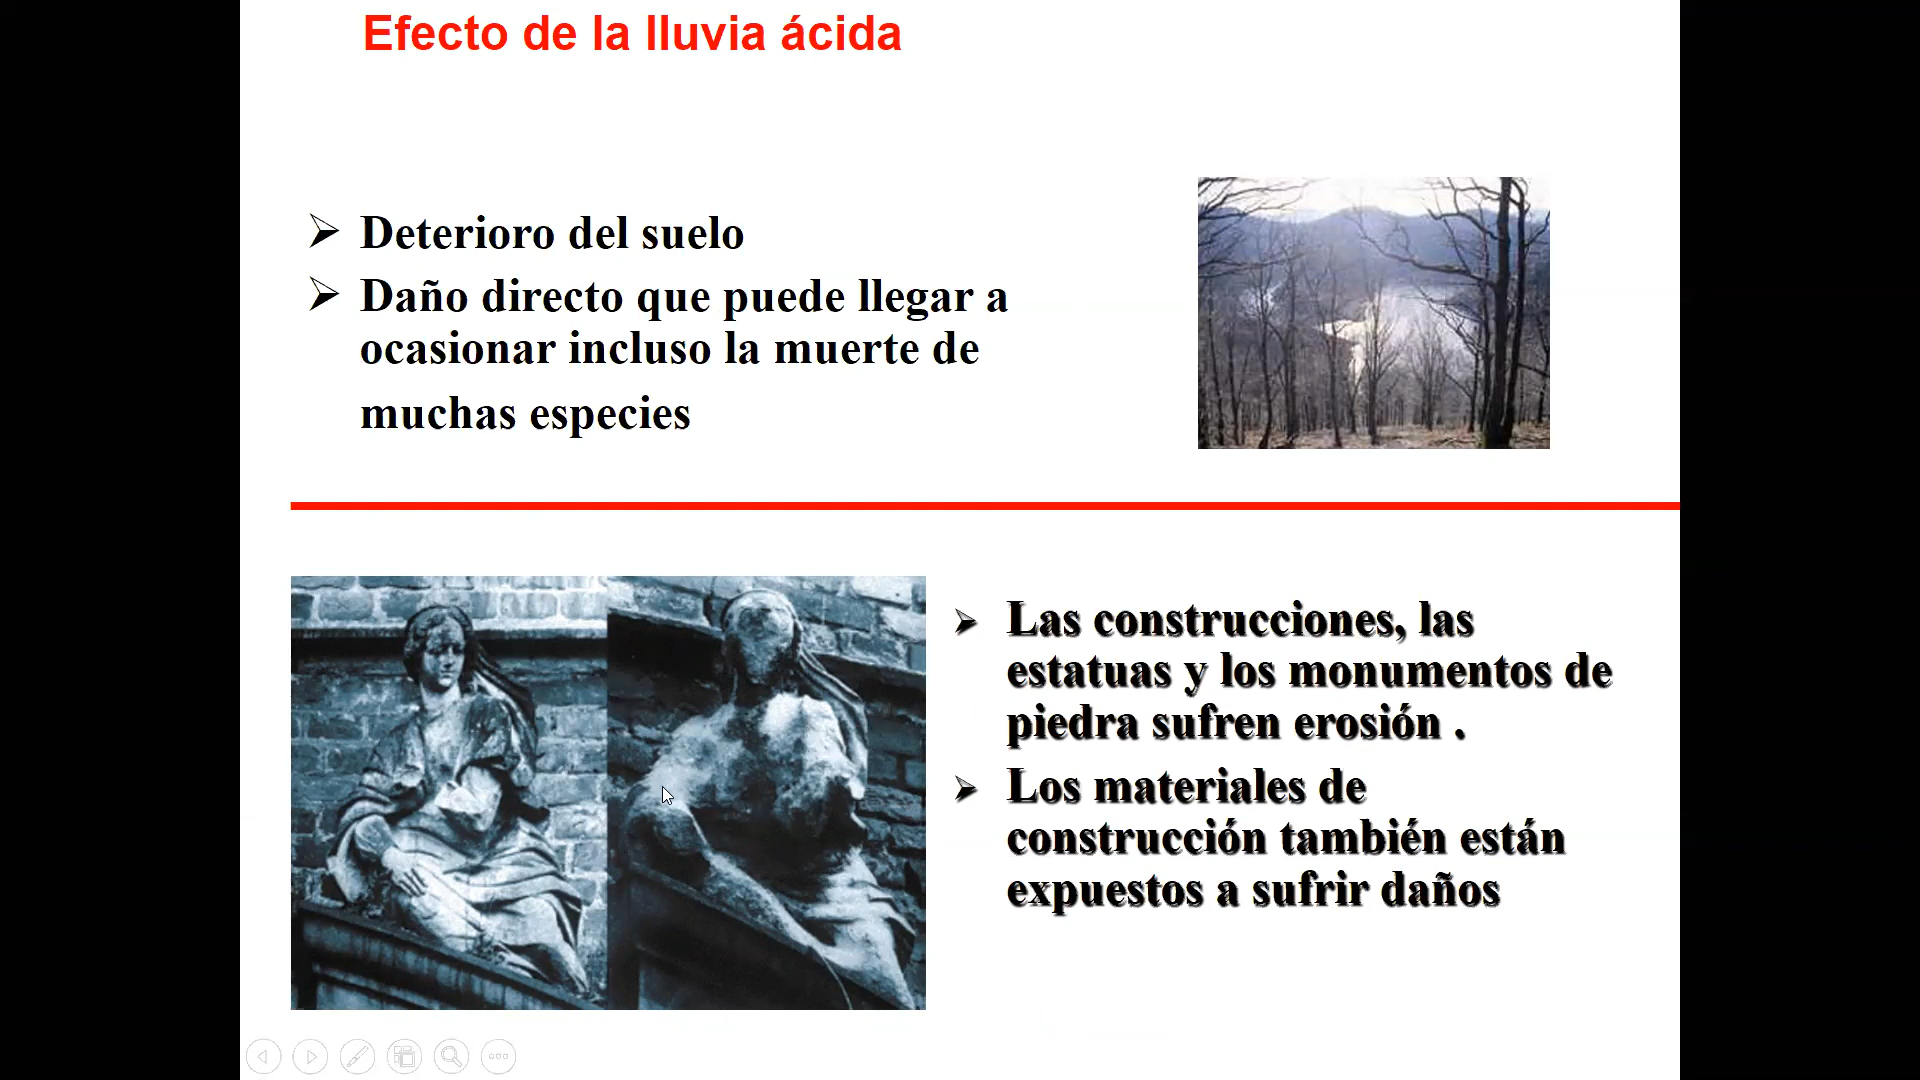 Efecto de la lluvia ácida
Deterioro del suelo
Daño directo que puede llegar a
ocasionar incluso la muerte de
muchas especies
Las construcciones, las
estatuas y los monumentos de
piedra sufren erosión .
Los materiales de
construcción también están
expuestos a sufrir daños